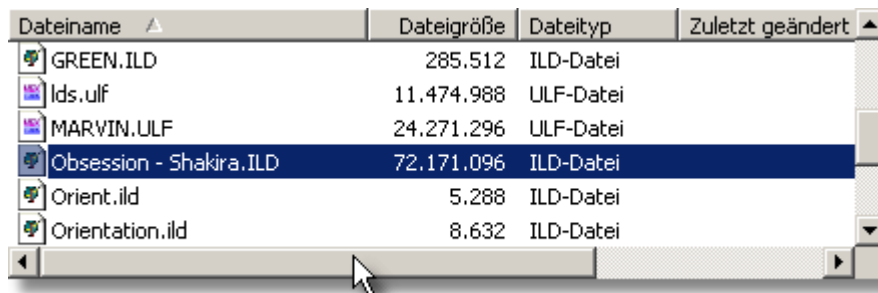 Dateiname Dateigröße Dateityp Zuletzt geändert
GREEN.ILD 285.512 ILD-Datei
lds.ulf 11.474.988 ULF-Datei
MARVIN.ULF 24.271.296 ULF-Datei
Obsession - Shakira.ILD 72.171.096 ILD-Datei
Orient.ild 5.288 ILD-Datei
Orientation.ild 8.632 ILD-Datei